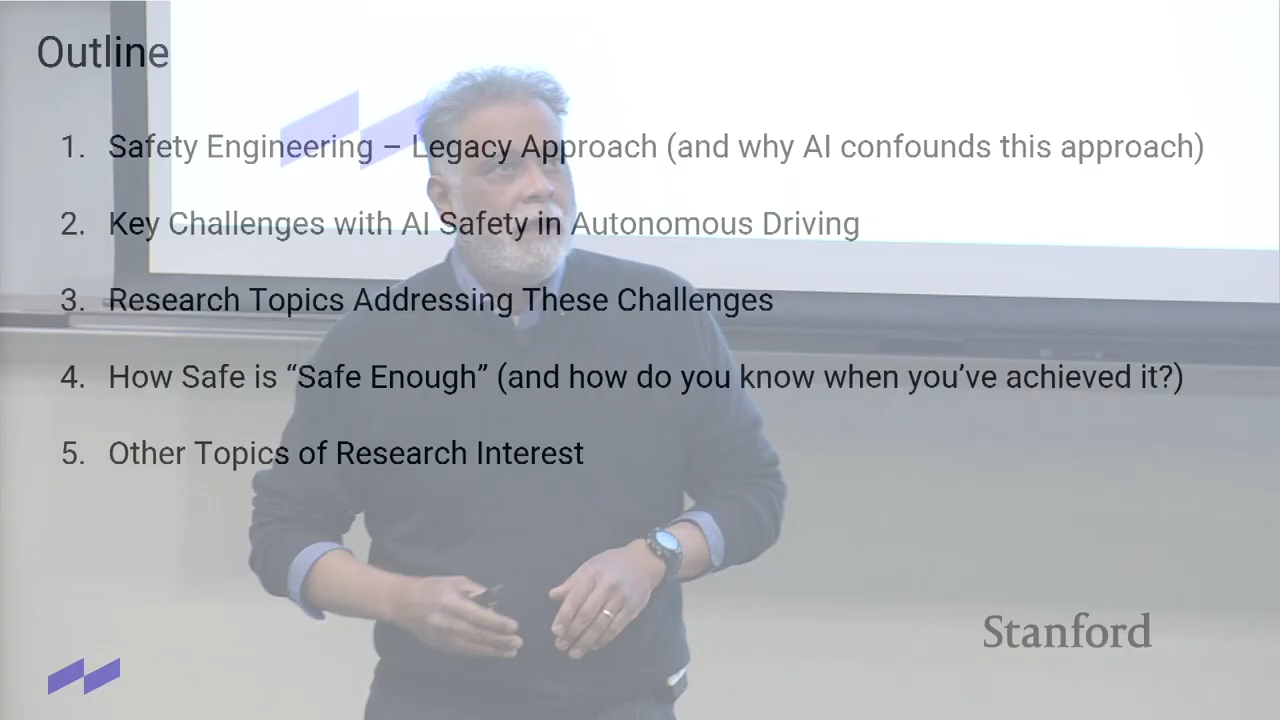 Outline
1. Safety Engineering – Legacy Approach (and why AI confounds this approach)
2. Key Challenges with AI Safety in Autonomous Driving
3. Research Topics Addressing These Challenges
4. How Safe is “Safe Enough” (and how do you know when you’ve achieved it?)
5. Other Topics of Research Interest
Stanford